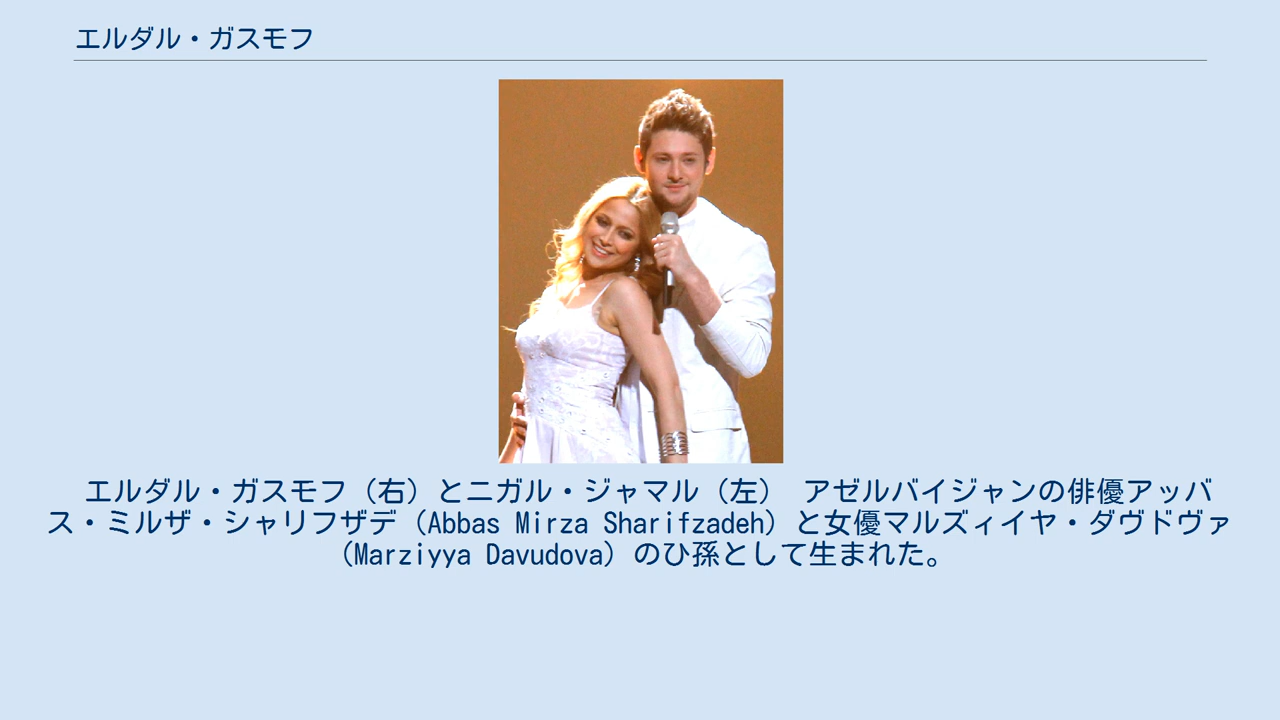 エルダル・ガスモフ
エルダル・ガスモフ（右）とニガル・ジャマル（左） アゼルバイジャンの俳優アッバ
ス・ミルザ・シャリフザデ（Abbas Mirza Sharifzadeh）と女優マルズィイヤ・ダヴドヴァ
（Marziyya Davudova）のひ孫として生まれた。